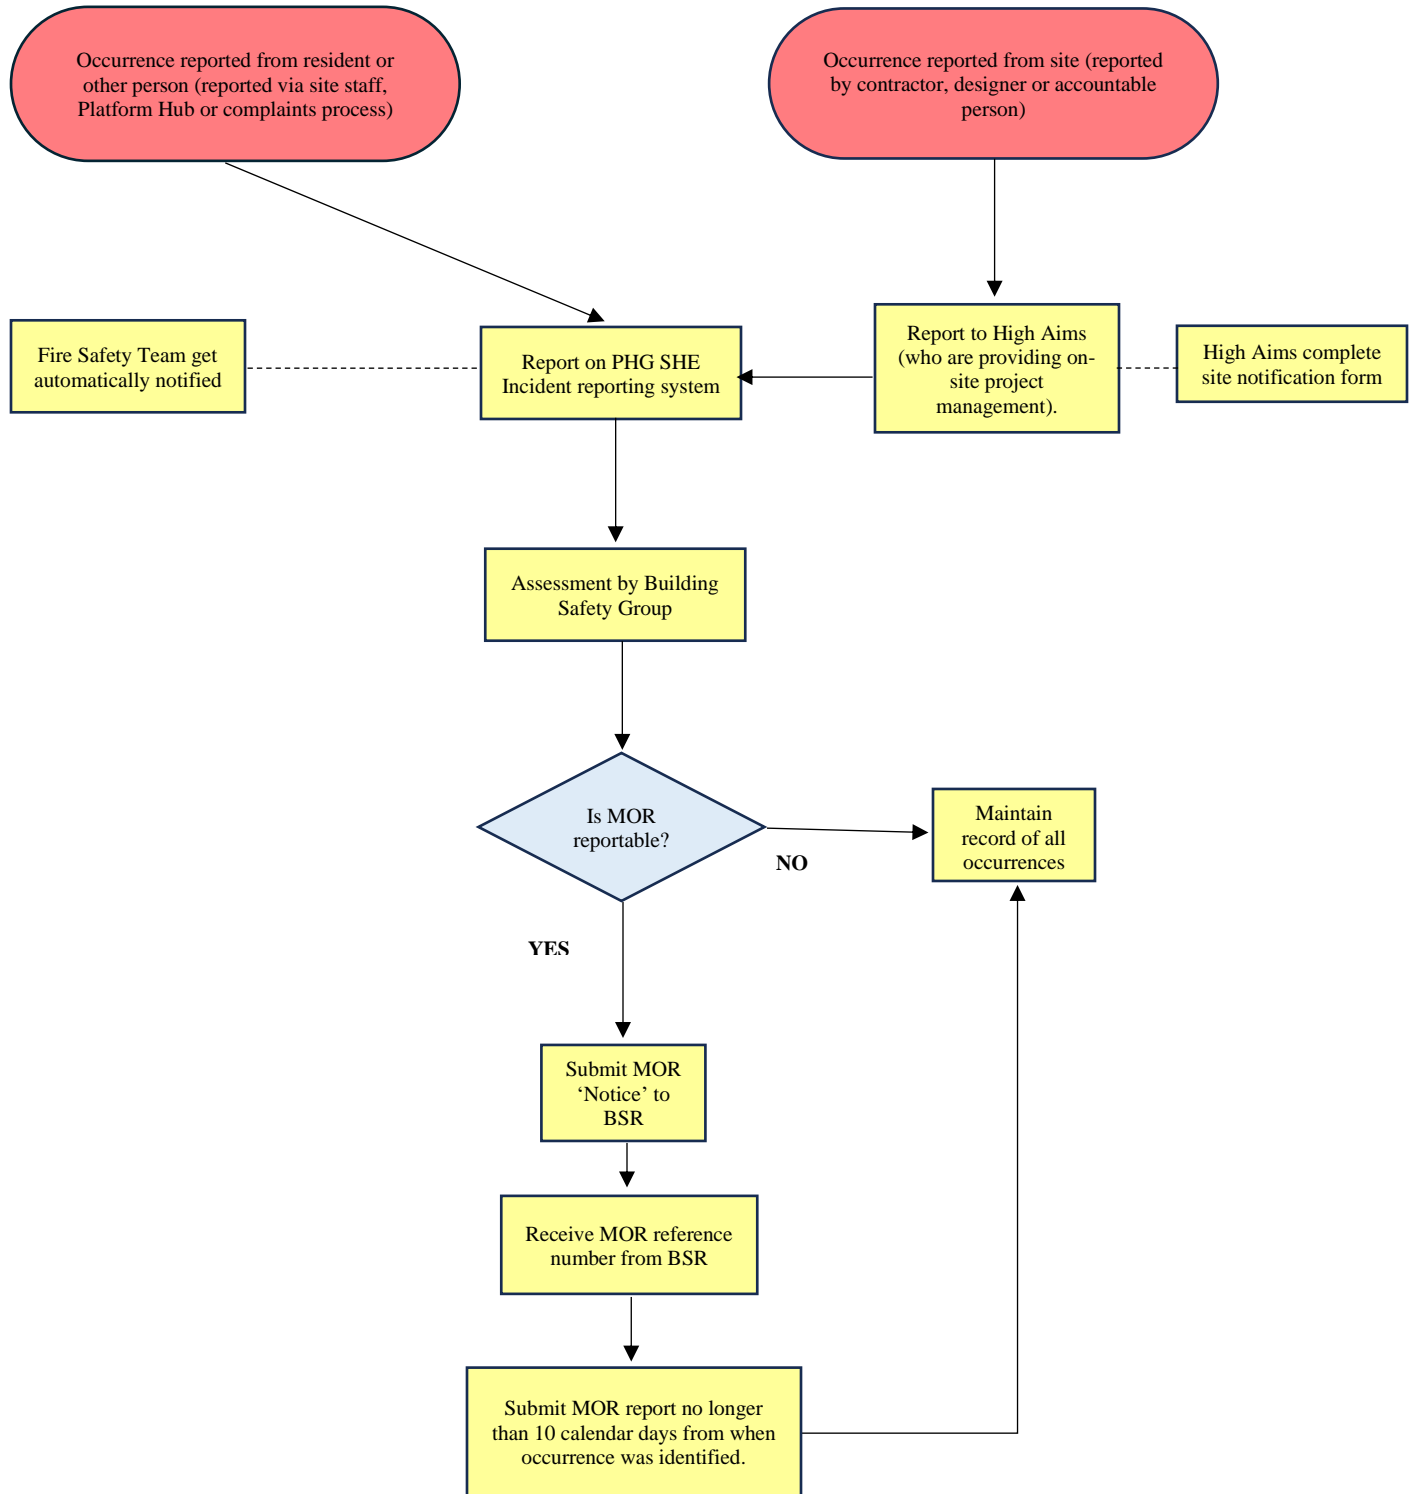 Occurrence reported from resident or
other person (reported via site staff,
Platform Hub or complaints process)
Occurrence reported from site (reported
by contractor, designer or accountable
person)
Fire Safety Team get
automatically notified
Report on PHG SHE
Incident reporting system
Report to High Aims
(who are providing on-
site project
management).
High Aims complete
site notification form
Assessment by Building
Safety Group
Is MOR
reportable?
NO
Maintain
record of all
occurrences
YES
Submit MOR
‘Notice’ to
BSR
Receive MOR reference
number from BSR
Submit MOR report no longer
than 10 calendar days from when
occurrence was identified.